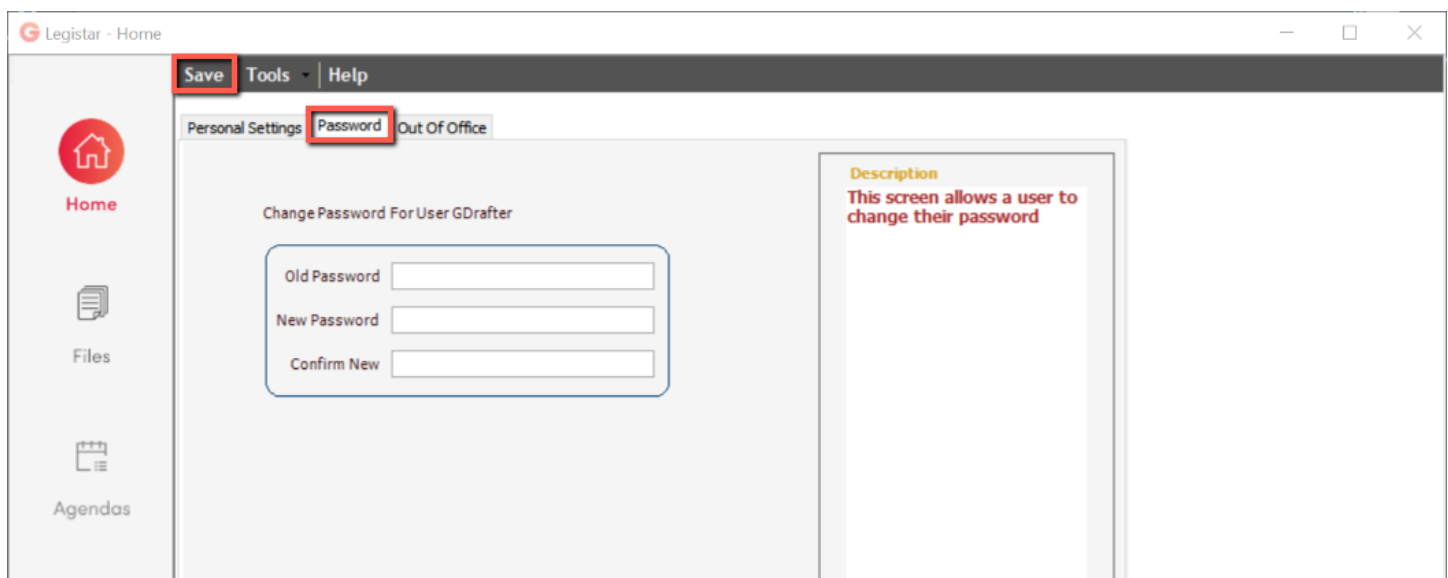 G Legistar - Home
Save Tools Help
Personal Settings Password Out Of Office
Home
Files
Agendas
Change Password For User GDrafter
Old Password
New Password
Confirm New
Description
This screen allows a user to
change their password